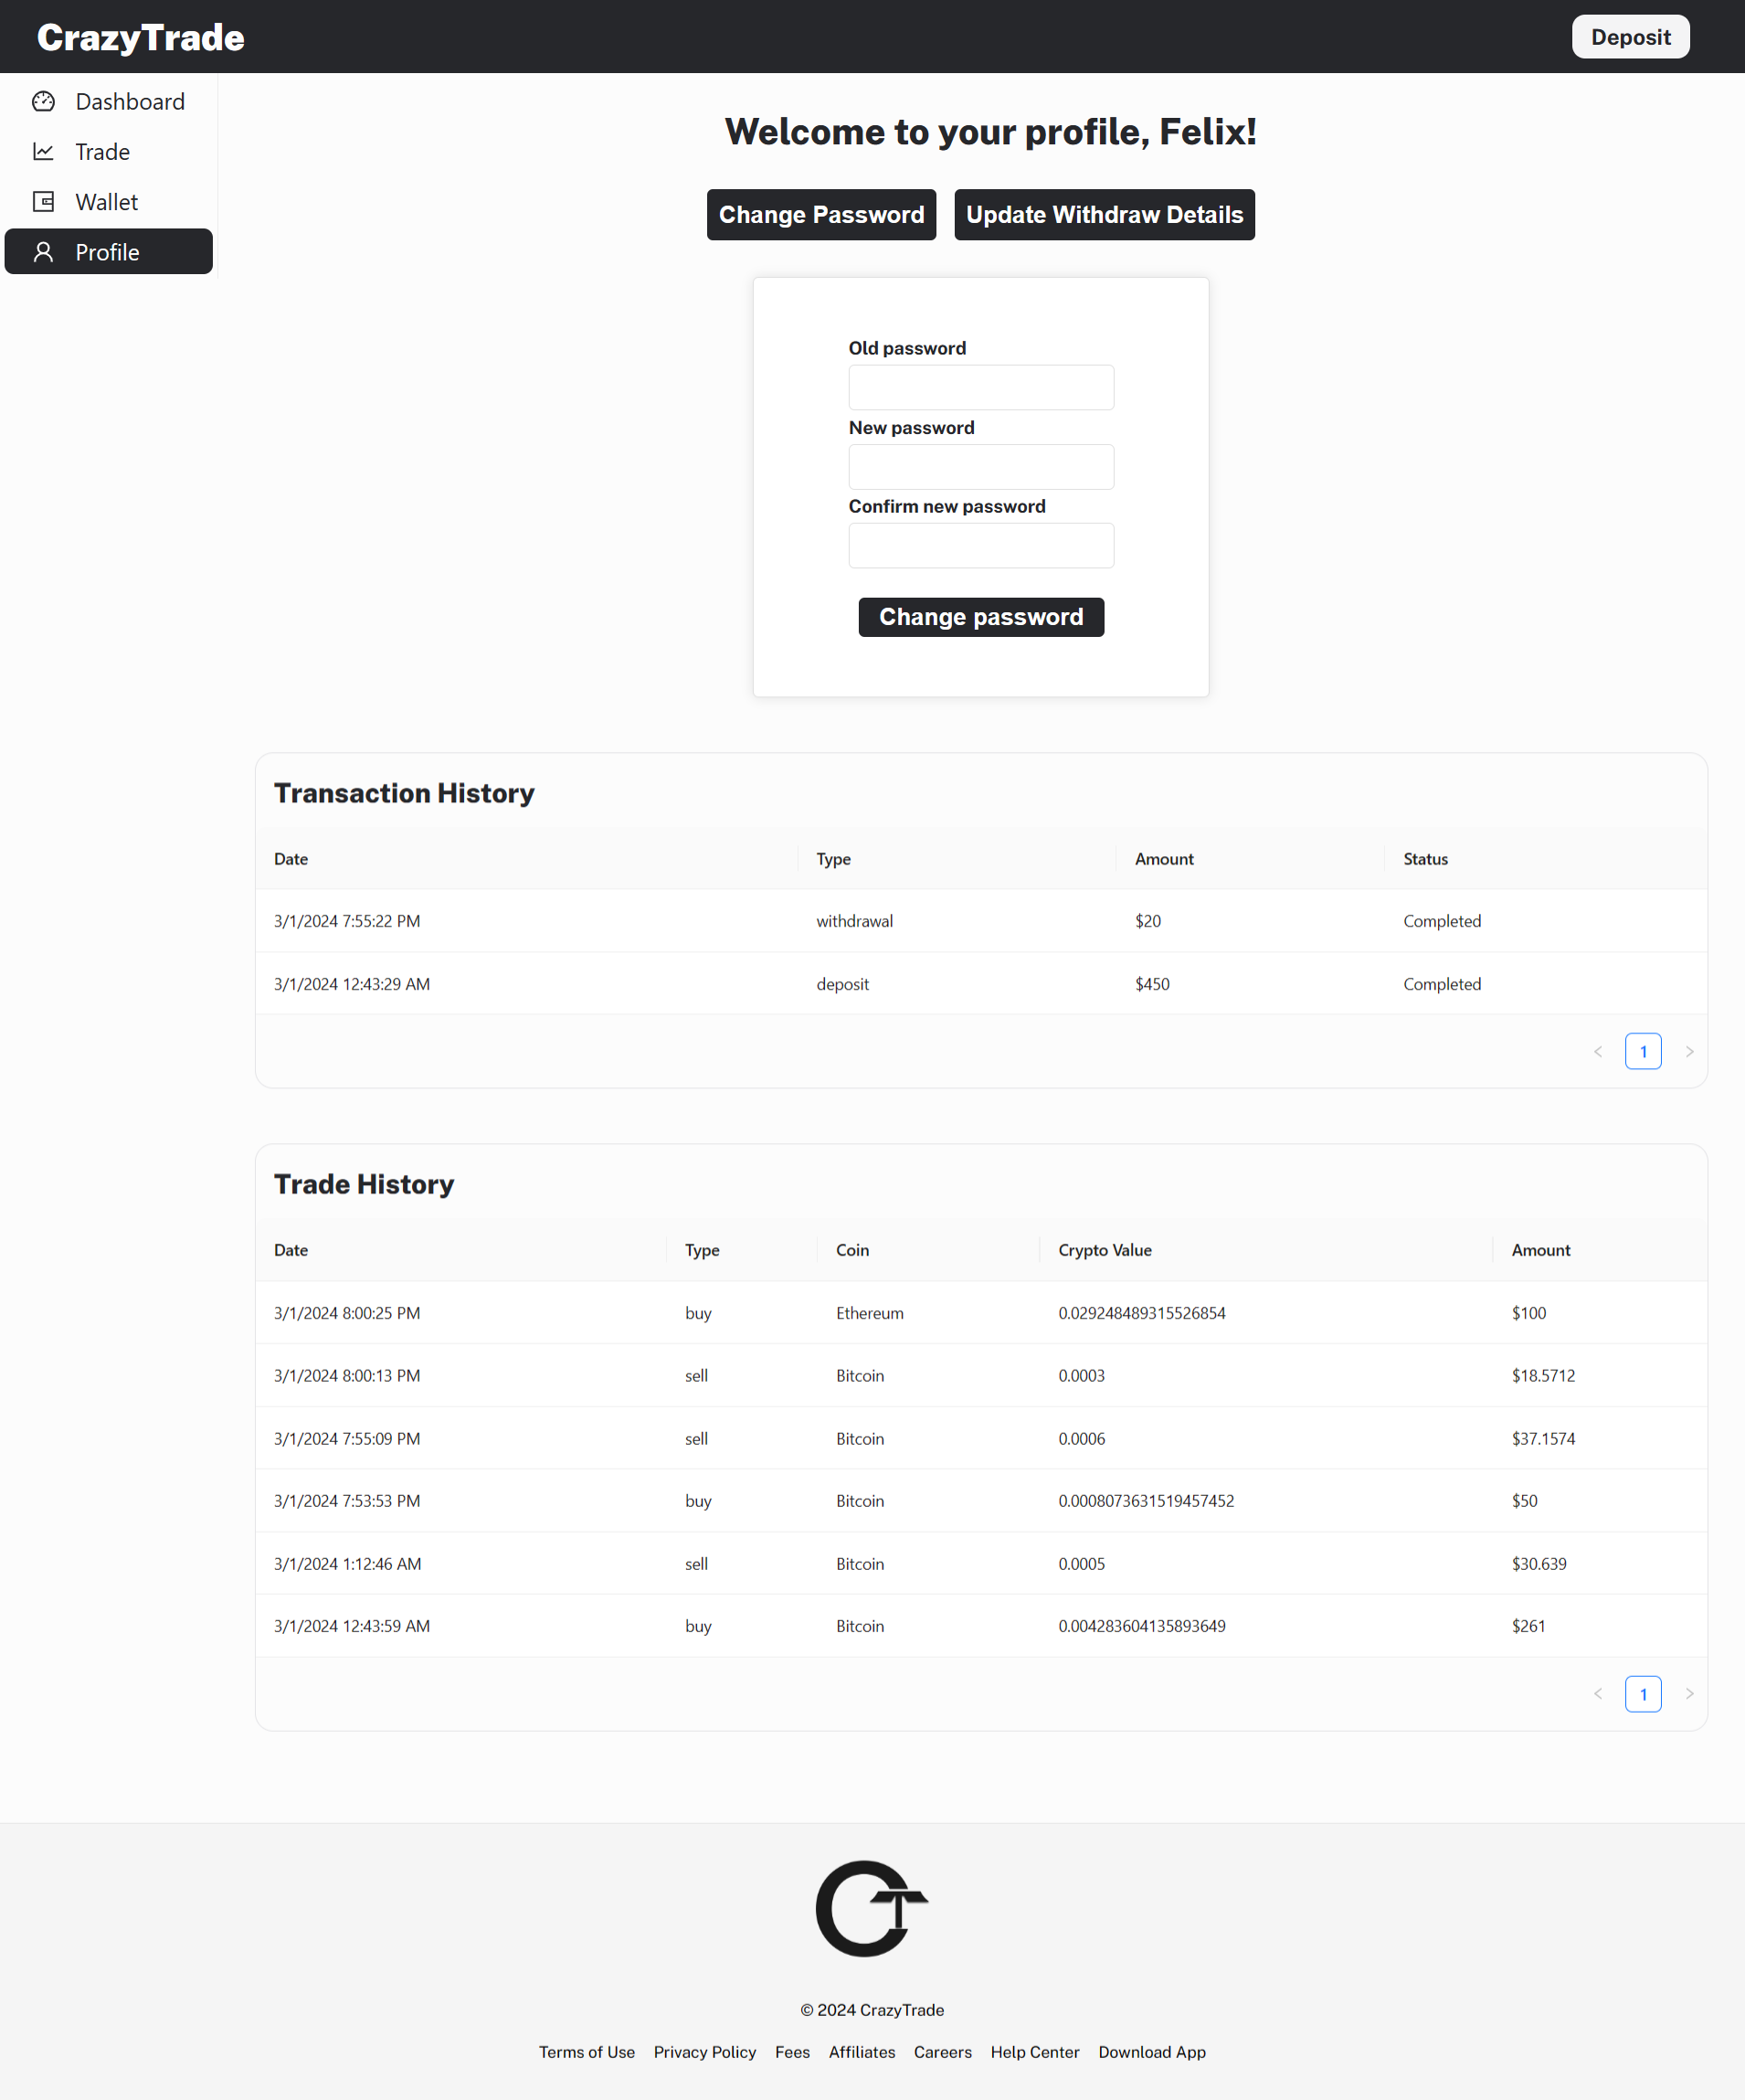 CrazyTrade
Deposit
Dashboard
Trade
Wallet
Profile
Welcome to your profile, Felix!
Change Password Update Withdraw Details
Old password
New password
Confirm new password
Change password
Transaction History
Date Type Amount Status
3/1/2024 7:55:22 PM withdrawal $20 Completed
3/1/2024 12:43:29 AM deposit $450 Completed
< 1 >
Trade History
Date Type Coin Crypto Value Amount
3/1/2024 8:00:25 PM buy Ethereum 0.029248489315526854 $100
3/1/2024 8:00:13 PM sell Bitcoin 0.0003 $18.5712
3/1/2024 7:55:09 PM sell Bitcoin 0.0006 $37.1574
3/1/2024 7:53:53 PM buy Bitcoin 0.0008073631519457452 $50
3/1/2024 1:12:46 AM sell Bitcoin 0.0005 $30.639
3/1/2024 12:43:59 AM buy Bitcoin 0.004283604135893649 $261
< 1 >
CT
© 2024 CrazyTrade
Terms of Use Privacy Policy Fees Affiliates Careers Help Center Download App